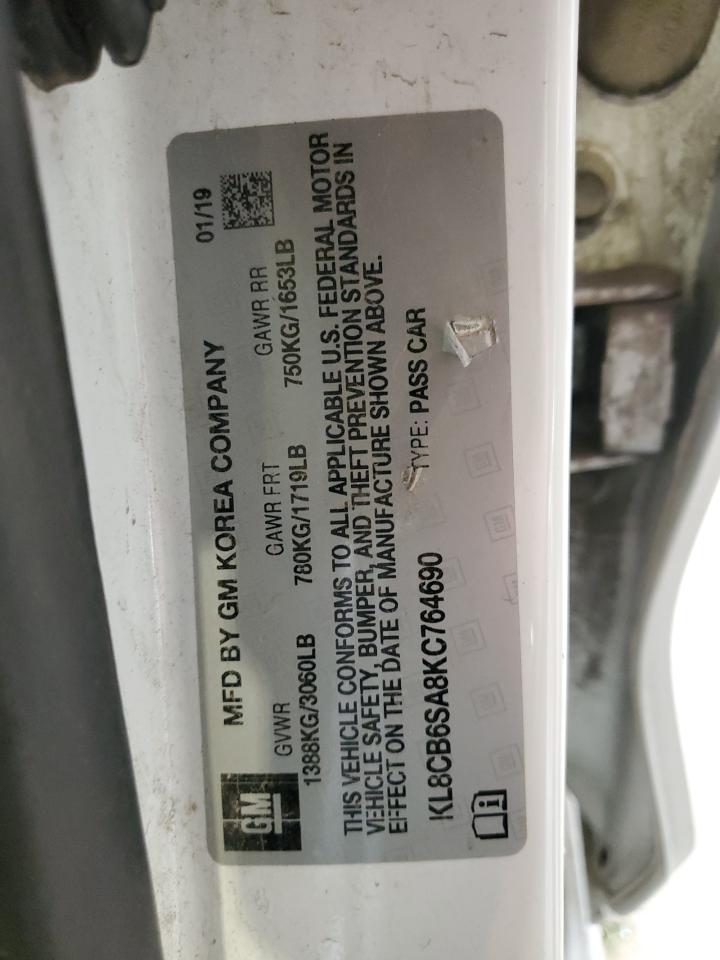 GM
MFD BY GM KOREA COMPANY
01/19
GVWR
GAWR FRT
GAWR RR
1388KG/3060LB
780KG/1719LB
750KG/1653LB
THIS VEHICLE CONFORMS TO ALL APPLICABLE U.S. FEDERAL MOTOR
VEHICLE SAFETY, BUMPER, AND THEFT PREVENTION STANDARDS IN
EFFECT ON THE DATE OF MANUFACTURE SHOWN ABOVE.
KL8CB6SA8KC764690
TYPE: PASS CAR